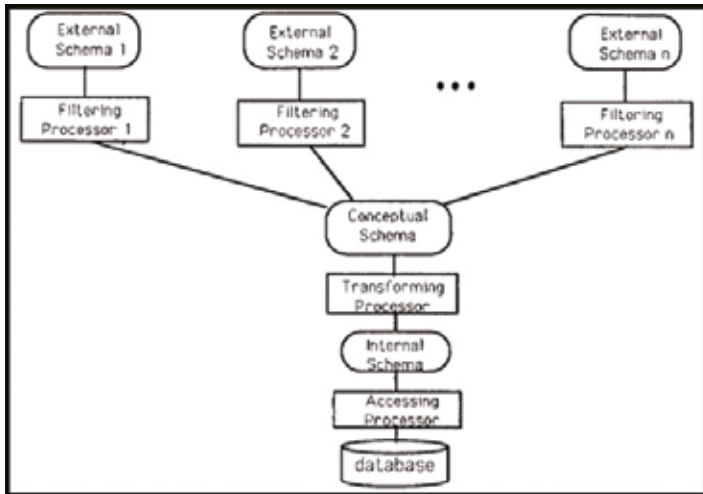 External
Schema 1
External
Schema 2
External
Schema n
Filtering
Processor 1
Filtering
Processor 2
Filtering
Processor n
Conceptual
Schema
Transforming
Processor
Internal
Schema
Accessing
Processor
database